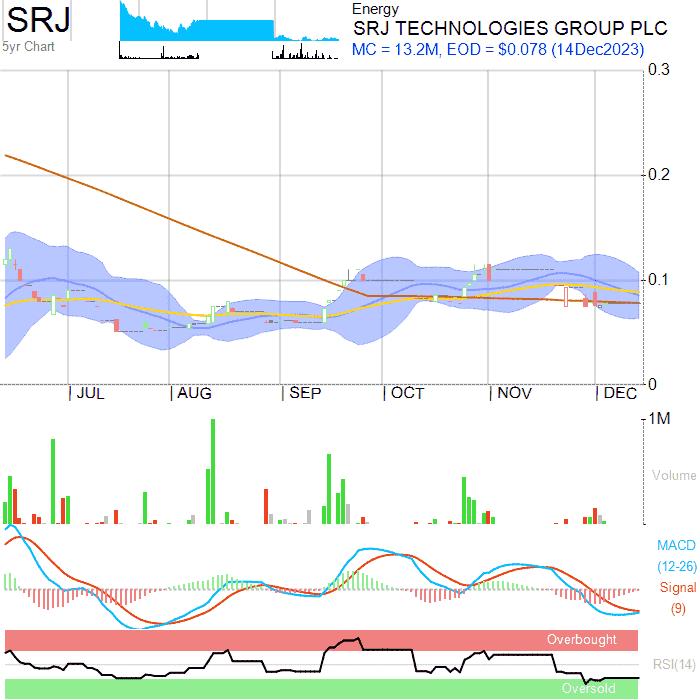 SRJ
5yr Chart
Energy
SRJ TECHNOLOGIES GROUP PLC
MC = 13.2M, EOD = $0.078 (14Dec2023)
0.3
0.2
0.1
0
JUL AUG SEP OCT NOV DEC
1M
Volume
MACD
(12-26)
Signal
(9)
Overbought
RSI(14)
Oversold